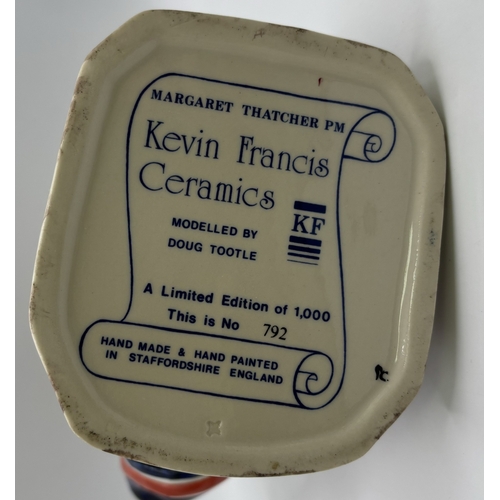 MARGARET THATCHER PM
Kevin Francis
Ceramics
MODELLED BY
DOUG TOOTLE
KF
A Limited Edition of 1,000
This is No 792
HAND MADE & HAND PAINTED
IN STAFFORDSHIRE ENGLAND